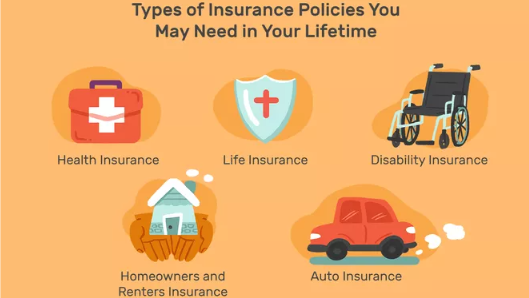 Types of Insurance Policies You
May Need in Your Lifetime
Health Insurance
Life Insurance
Disability Insurance
Homeowners and
Renters Insurance
Auto Insurance